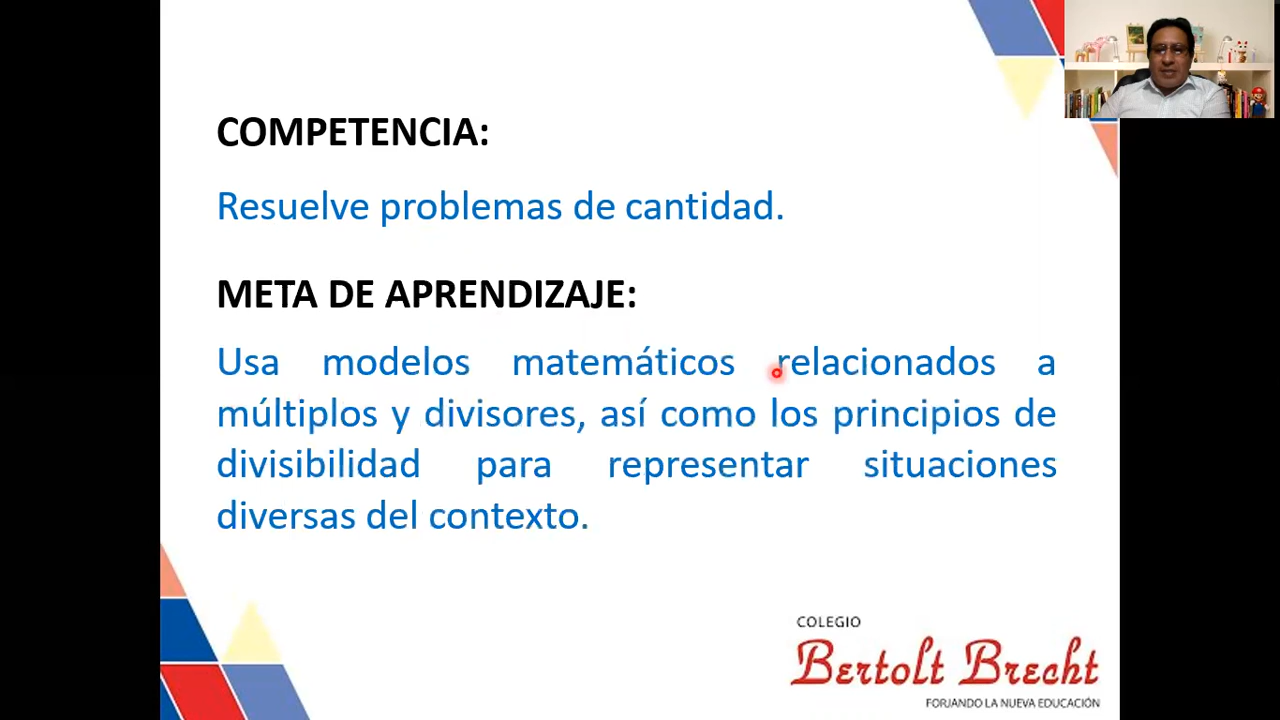 COMPETENCIA:
Resuelve problemas de cantidad.
META DE APRENDIZAJE:
Usa modelos matemáticos relacionados a
múltiplos y divisores, así como los principios de
divisibilidad para representar situaciones
diversas del contexto.
COLEGIO
Bertolt Brecht
FORJANDO LA NUEVA EDUCACIÓN